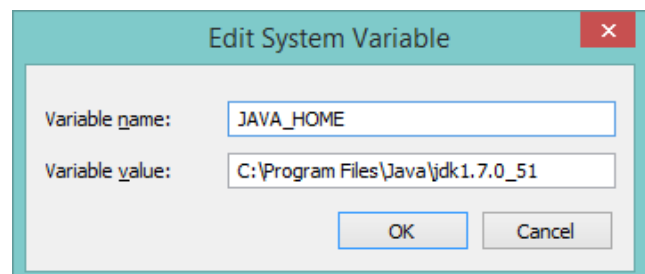 Edit System Variable
Variable name: JAVA_HOME
Variable value: C:\Program Files\Java\jdk1.7.0_51
OK Cancel